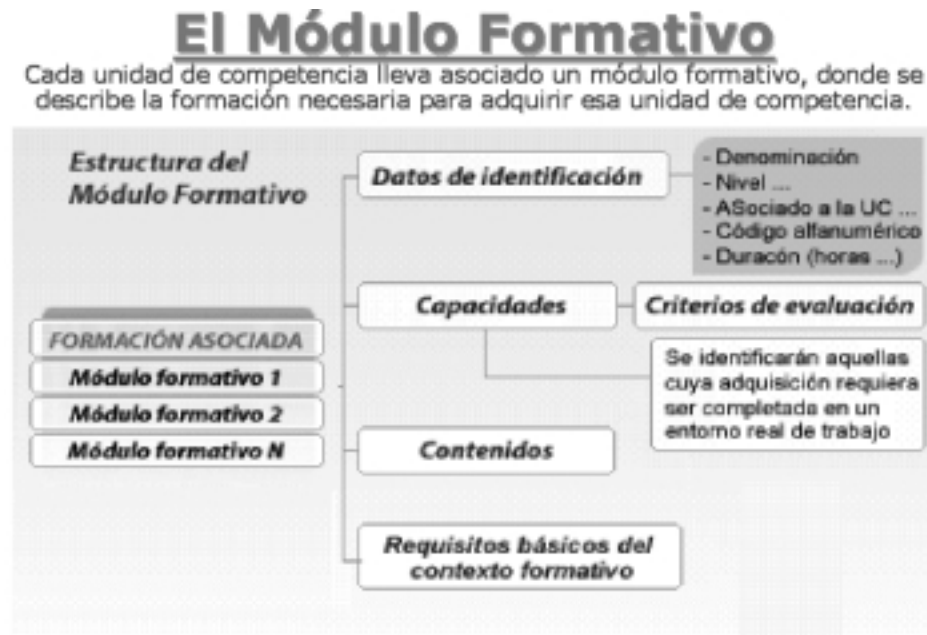 El Módulo Formativo
Cada unidad de competencia lleva asociado un módulo formativo, donde se
describe la formación necesaria para adquirir esa unidad de competencia.
Estructura del
Módulo Formativo
FORMACIÓN ASOCIADA
Módulo formativo 1
Módulo formativo 2
Módulo formativo N
Datos de identificación
- Denominación
- Nivel ...
- ASociado a la UC ...
- Código alfanumérico
- Duracón (horas ...)
Capacidades
Criterios de evaluación
Se identificarán aquellas
cuya adquisición requiera
ser completada en un
entorno real de trabajo
Contenidos
Requisitos básicos del
contexto formativo